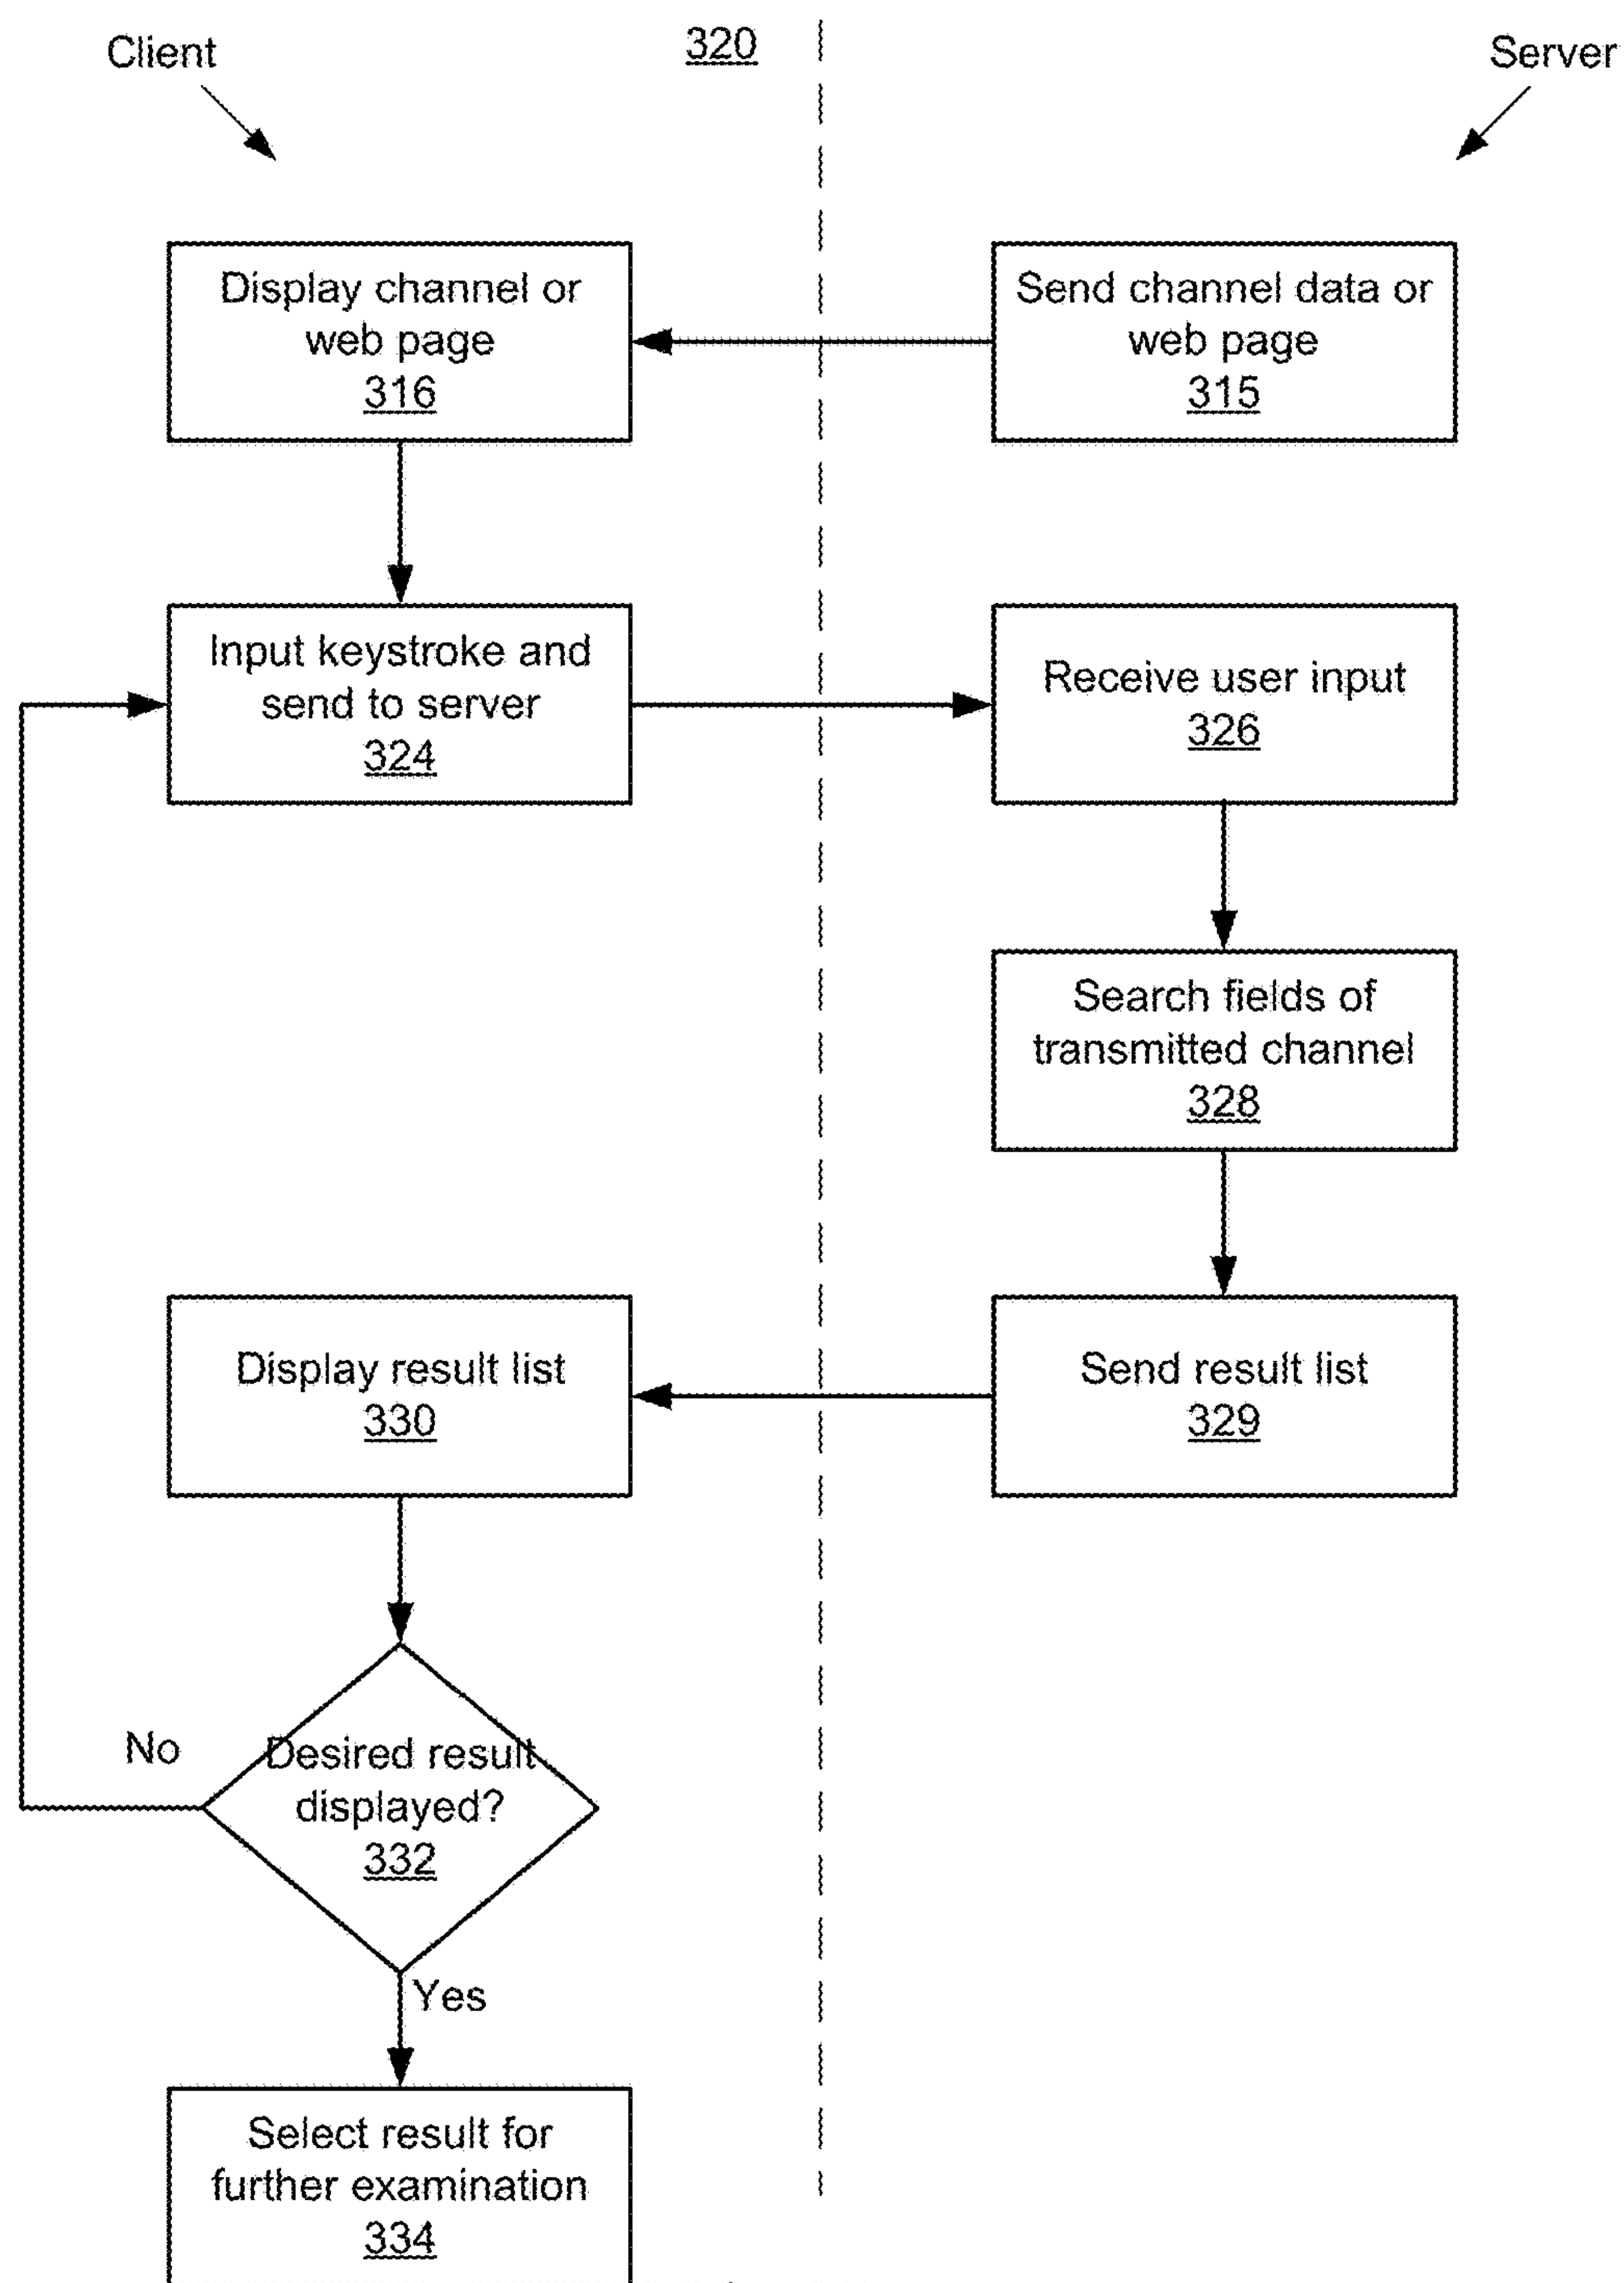 Client
320
Server
Display channel or
web page
316
Send channel data or
web page
315
Input keystroke and
send to server
324
Receive user input
326
Search fields of
transmitted channel
328
Display result list
330
Send result list
329
No
Desired result
displayed?
332
Yes
Select result for
further examination
334